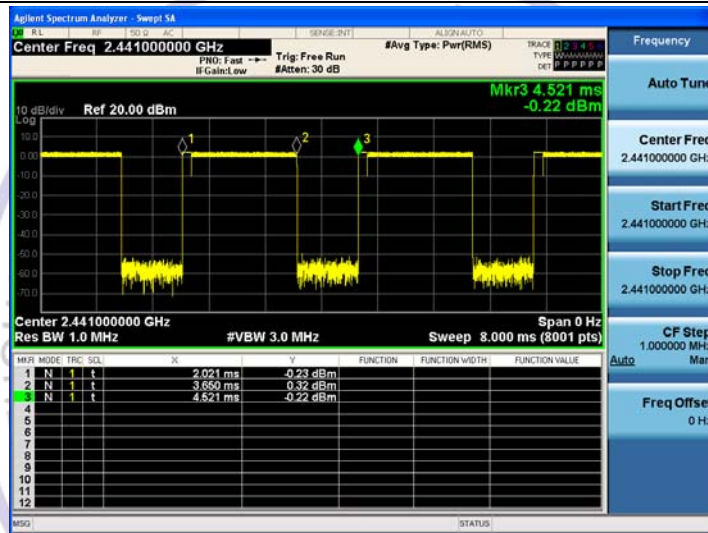 Agilent Spectrum Analyzer - Swept SA
RL RF 50 Ω AC SENSE:INT ALIGN AUTO
Center Freq 2.441000000 GHz
PNO: Fast
IFGain:Low
Trig: Free Run
#Atten: 30 dB
#Avg Type: Pwr(RMS)
TRACE 1 2 3 4 5 6
TYPE
DET P P P P P P
Mkr3 4.521 ms
-0.22 dBm
10 dB/div Ref 20.00 dBm
Log
10.0
0.00
-10.0
-20.0
-30.0
-40.0
-50.0
-60.0
-70.0
1
2
3
Center 2.441000000 GHz Span 0 Hz
Res BW 1.0 MHz #VBW 3.0 MHz Sweep 8.000 ms (8001 pts)
MKR MODE TRC SCL X Y FUNCTION FUNCTION WIDTH FUNCTION VALUE
1 N 1 t 2.021 ms -0.23 dBm
2 N 1 t 3.650 ms 0.32 dBm
3 N 1 t 4.521 ms -0.22 dBm
4
5
6
7
8
9
10
11
12
MSG STATUS
Frequency
Auto Tune
Center Freq
2.441000000 GHz
Start Freq
2.441000000 GHz
Stop Freq
2.441000000 GHz
CF Step
1.000000 MHz
Auto Man
Freq Offse
0 Hz